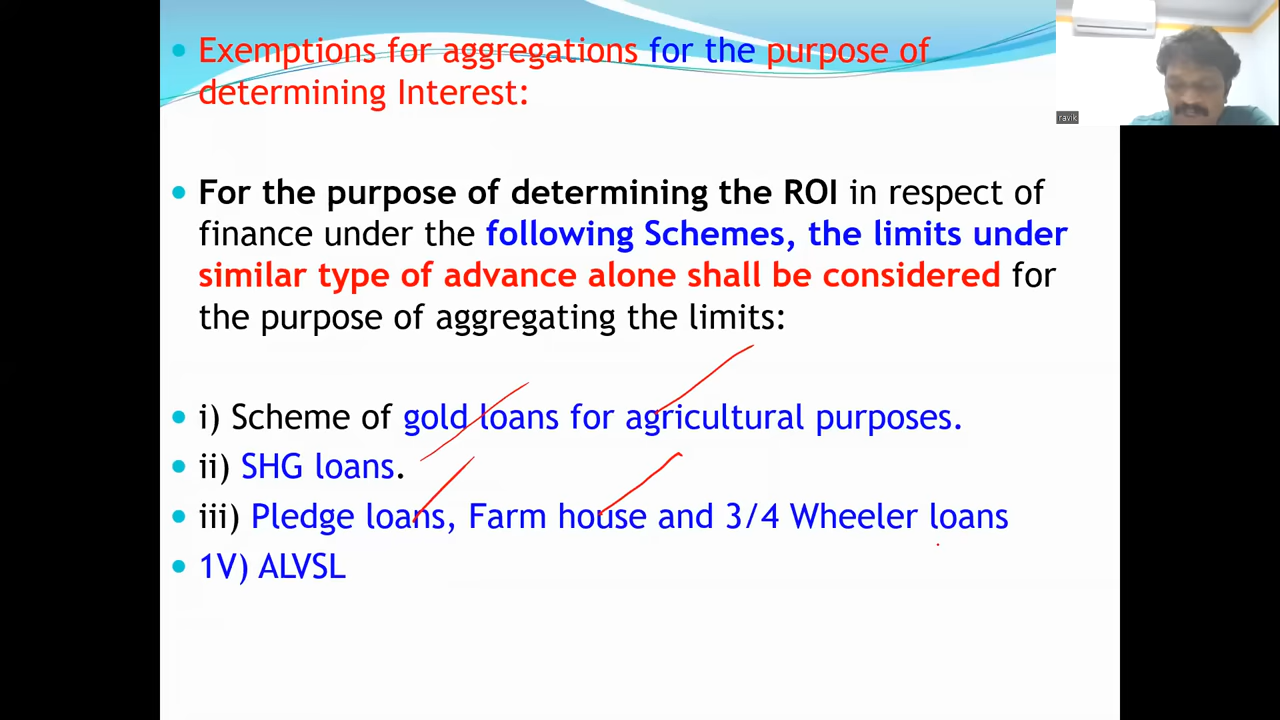 Exemptions for aggregations for the purpose of
determining Interest:
For the purpose of determining the ROI in respect of
finance under the following Schemes, the limits under
similar type of advance alone shall be considered for
the purpose of aggregating the limits:
i) Scheme of gold loans for agricultural purposes.
ii) SHG loans.
iii) Pledge loans, Farm house and 3/4 Wheeler loans
1V) ALVSL
ravik